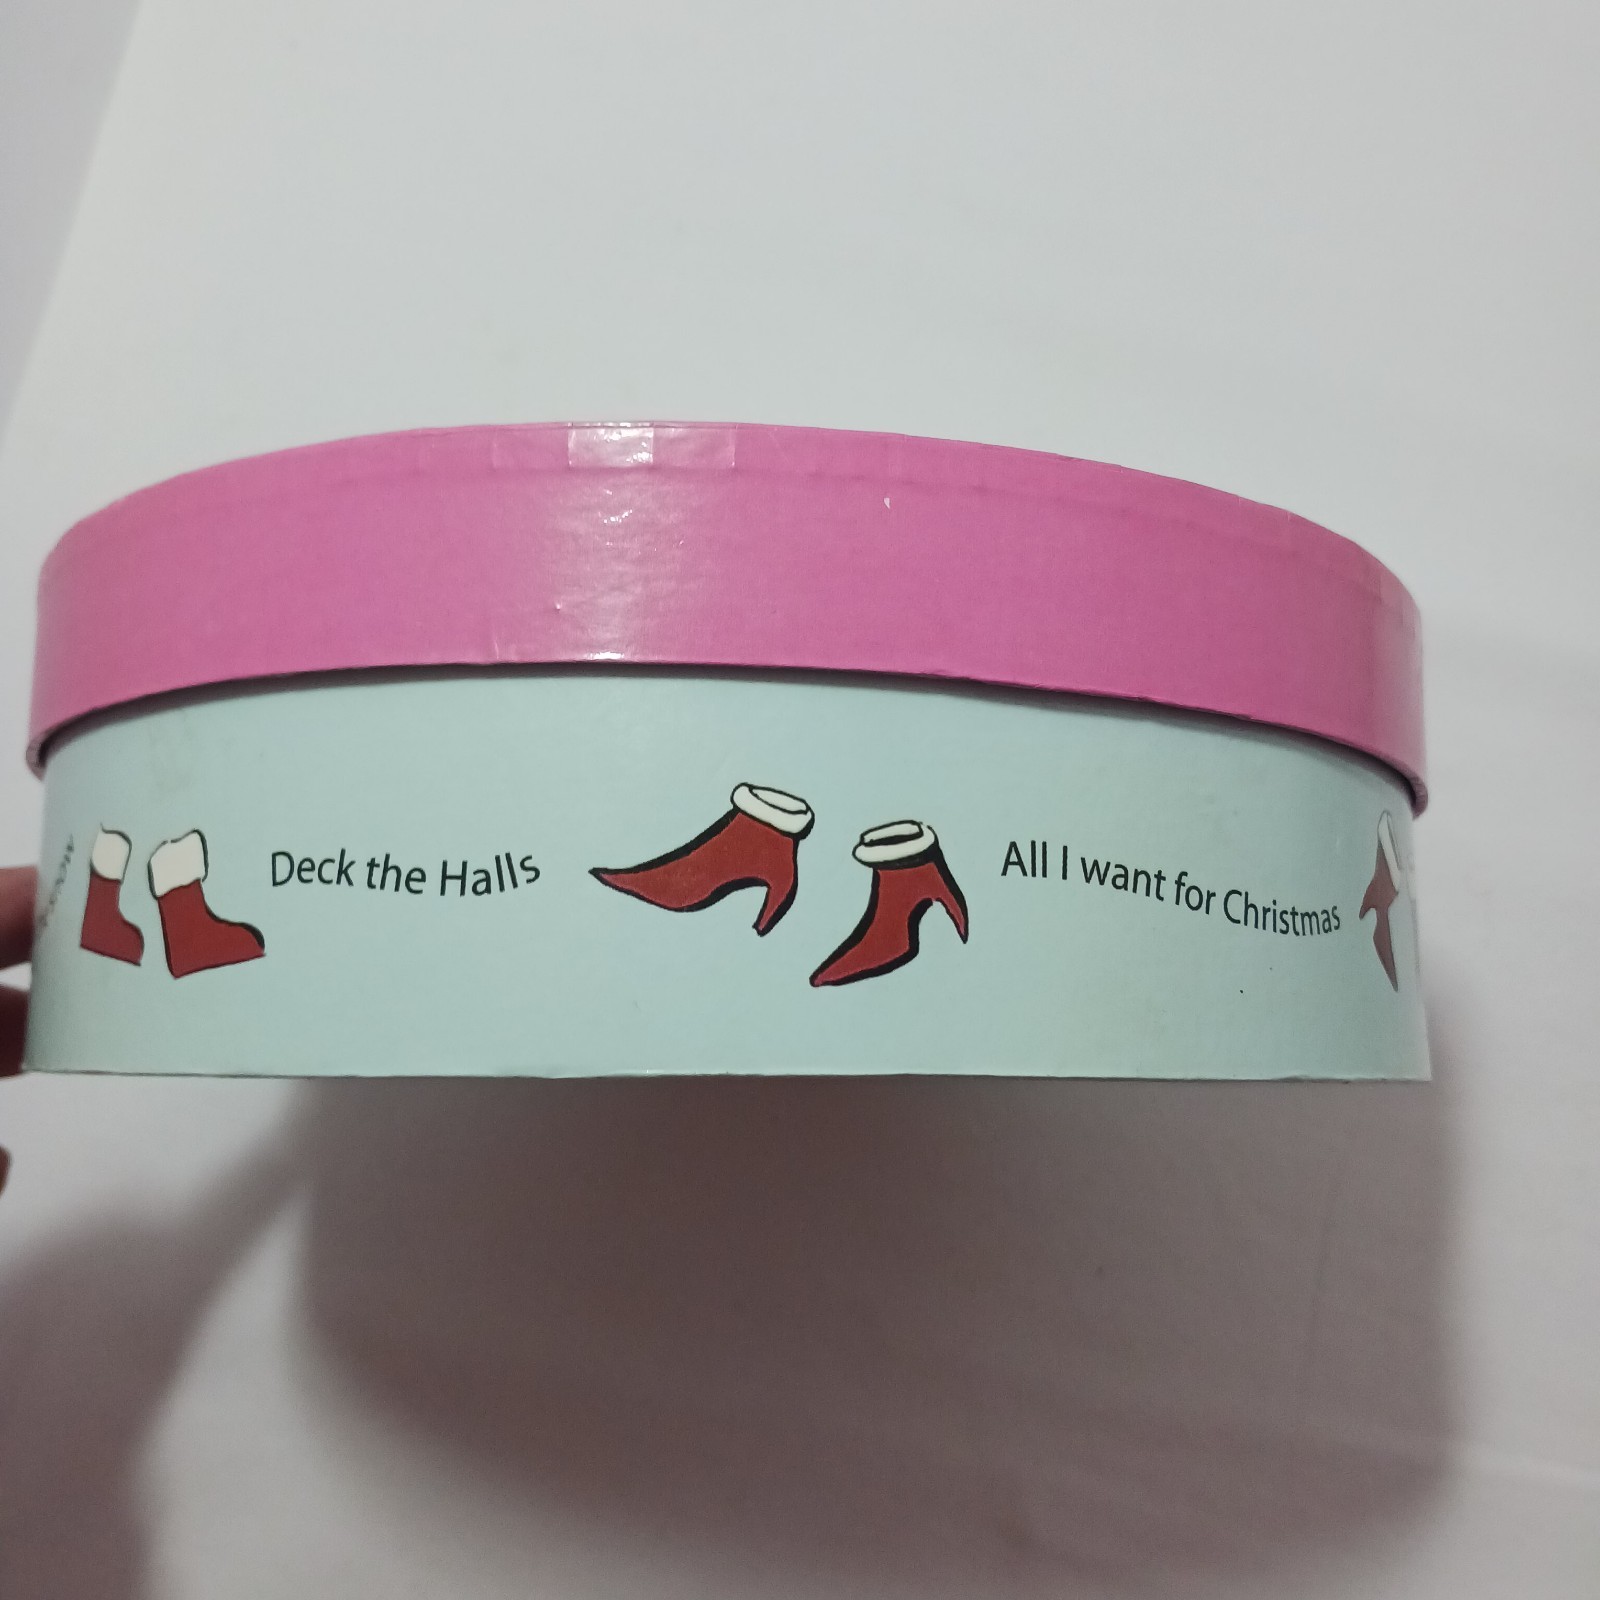 Deck the Halls
All I want for Christmas